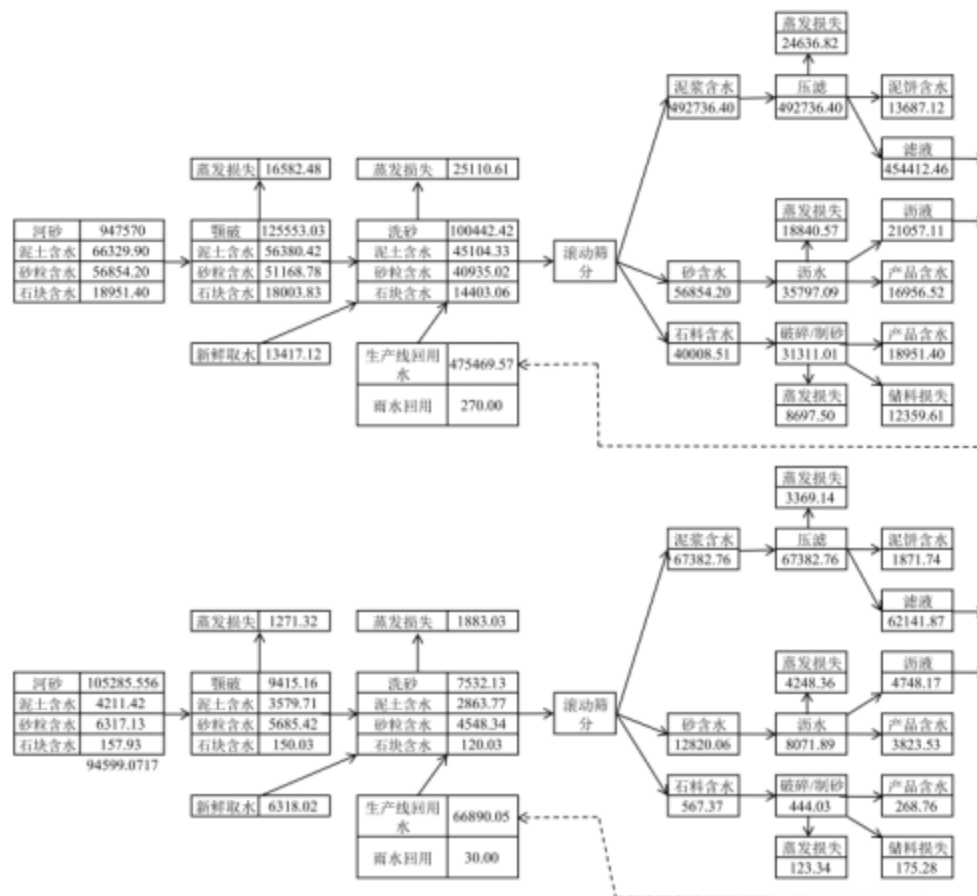 蒸发损失
24636.82
泥浆含水
492736.40
压滤
492736.40
泥饼含水
13687.12
滤液
454412.46
蒸发损失 16582.48
蒸发损失 25110.61
河砂 947570
泥土含水 66329.90
砂粒含水 56854.20
石块含水 18951.40
颚破 125553.03
泥土含水 56380.42
砂粒含水 51168.78
石块含水 18003.83
洗砂 100442.42
泥土含水 45104.33
砂粒含水 40935.02
石块含水 14403.06
滚动筛
分
蒸发损失
18840.57
沥液
21057.11
砂含水
56854.20
沥水
35797.09
产品含水
16956.52
石料含水
40008.51
破碎/制砂
31311.01
产品含水
18951.40
蒸发损失
8697.50
储料损失
12359.61
新鲜取水 13417.12
生产线回用
水
475469.57
雨水回用 270.00
蒸发损失
3369.14
泥浆含水
67382.76
压滤
67382.76
泥饼含水
1871.74
滤液
62141.87
蒸发损失 1271.32
蒸发损失 1883.03
河砂 105285.556
泥土含水 4211.42
砂粒含水 6317.13
石块含水 157.93
94599.0717
颚破 9415.16
泥土含水 3579.71
砂粒含水 5685.42
石块含水 150.03
洗砂 7532.13
泥土含水 2863.77
砂粒含水 4548.34
石块含水 120.03
滚动筛
分
蒸发损失
4248.36
沥液
4748.17
砂含水
12820.06
沥水
8071.89
产品含水
3823.53
石料含水
567.37
破碎/制砂
444.03
产品含水
268.76
蒸发损失
123.34
储料损失
175.28
新鲜取水 6318.02
生产线回用
水
66890.05
雨水回用 30.00